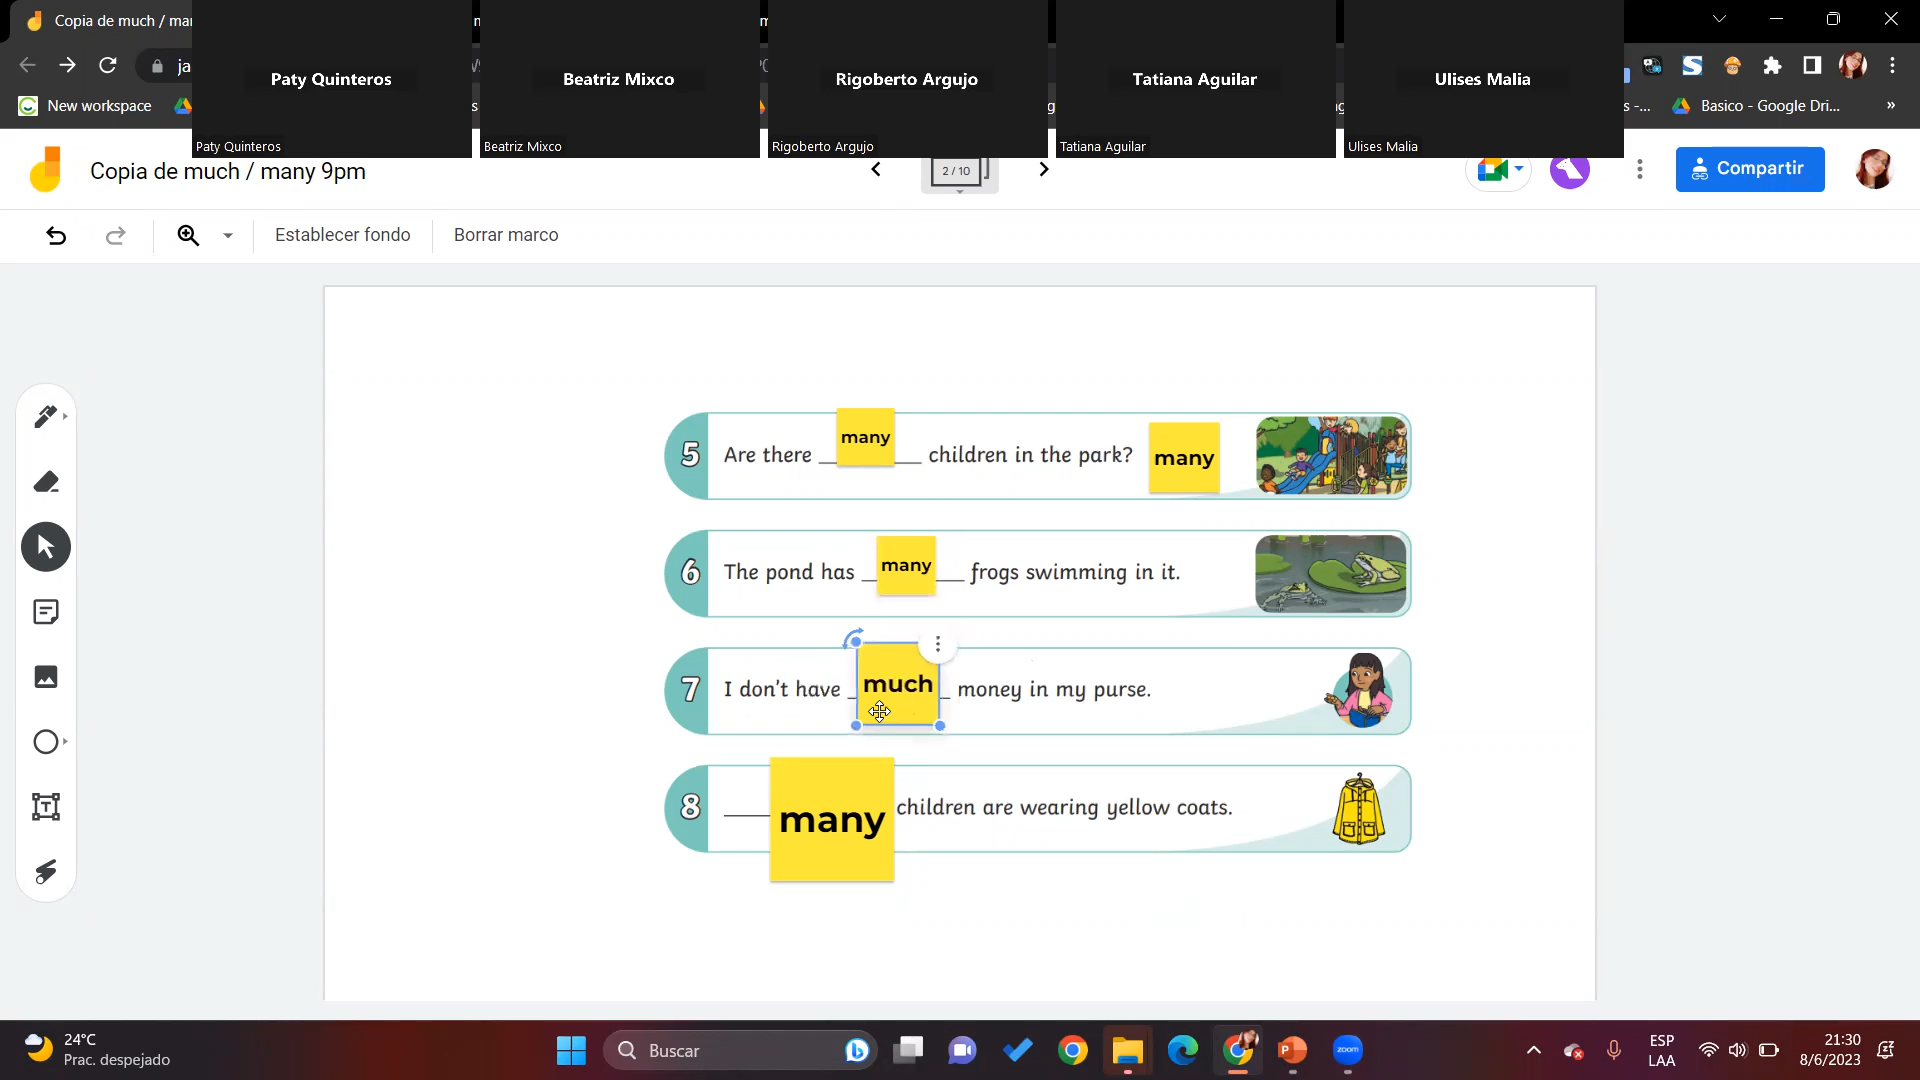 Copia de much / mar
Paty Quinteros
Beatriz Mixco
Rigoberto Argujo
Tatiana Aguilar
Ulises Malia
ja
New workspace
Basico - Google Dri...
Paty Quinteros
Beatriz Mixco
Rigoberto Argujo
Tatiana Aguilar
Ulises Malia
Copia de much / many 9pm
2 / 10
Compartir
Establecer fondo
Borrar marco
5 Are there many children in the park? many
6 The pond has many frogs swimming in it.
7 I don't have much money in my purse.
8 many children are wearing yellow coats.
24°C
Prac. despejado
Buscar
zoom
ESP
LAA
21:30
8/6/2023